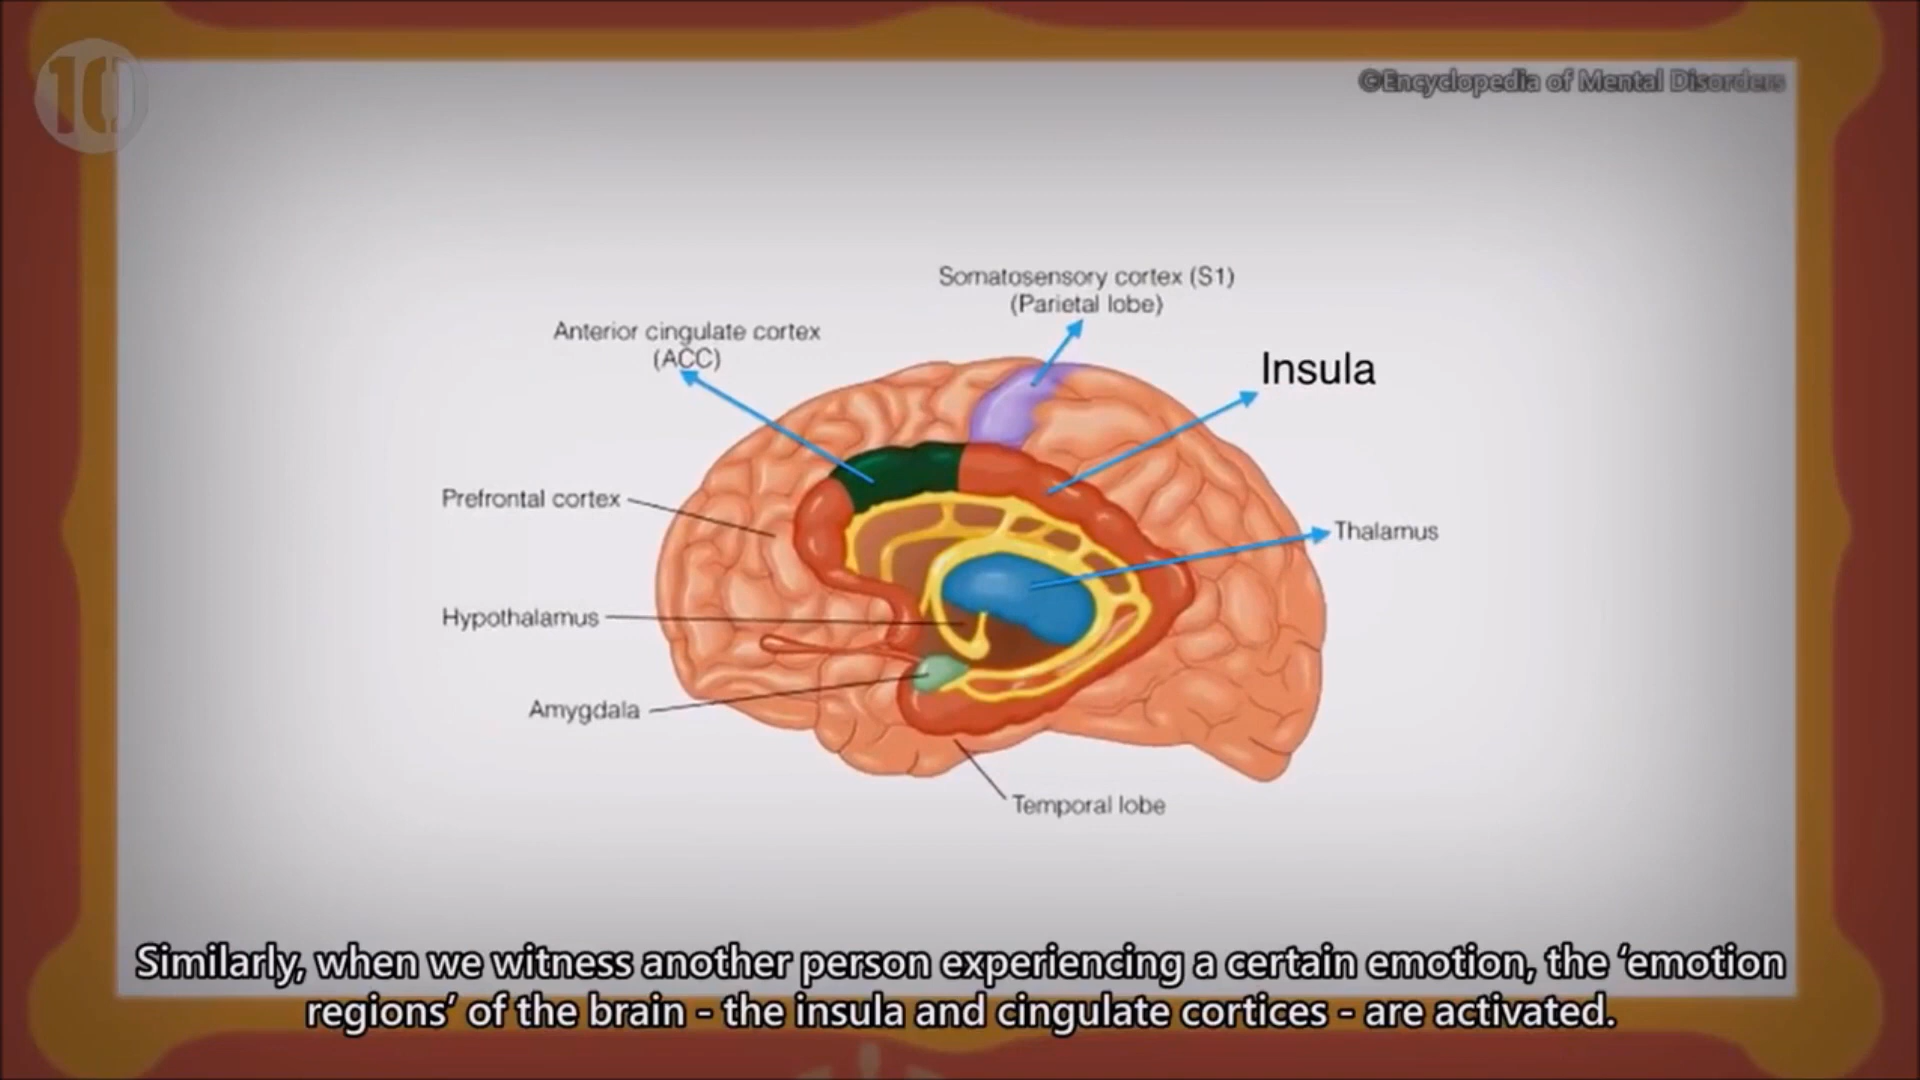 10
©Encyclopedia of Mental Disorders
Somatosensory cortex (S1)
(Parietal lobe)
Anterior cingulate cortex
(ACC)
Insula
Prefrontal cortex
Thalamus
Hypothalamus
Amygdala
Temporal lobe
Similarly, when we witness another person experiencing a certain emotion, the ‘emotion
regions’ of the brain - the insula and cingulate cortices - are activated.